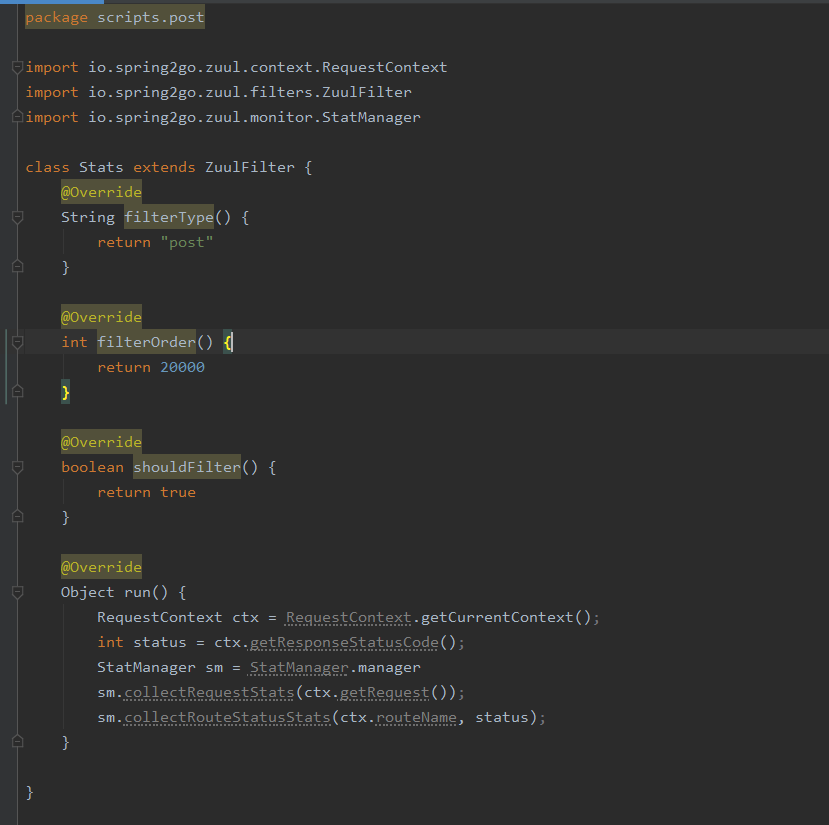 package scripts.post
import io.spring2go.zuul.context.RequestContext
import io.spring2go.zuul.filters.ZuulFilter
import io.spring2go.zuul.monitor.StatManager
class Stats extends ZuulFilter {
@Override
String filterType() {
return "post"
}
@Override
int filterOrder() {
return 20000
}
@Override
boolean shouldFilter() {
return true
}
@Override
Object run() {
RequestContext ctx = RequestContext.getCurrentContext();
int status = ctx.getResponseStatusCode();
StatManager sm = StatManager.manager
sm.collectRequestStats(ctx.getRequest());
sm.collectRouteStatusStats(ctx.routeName, status);
}
}